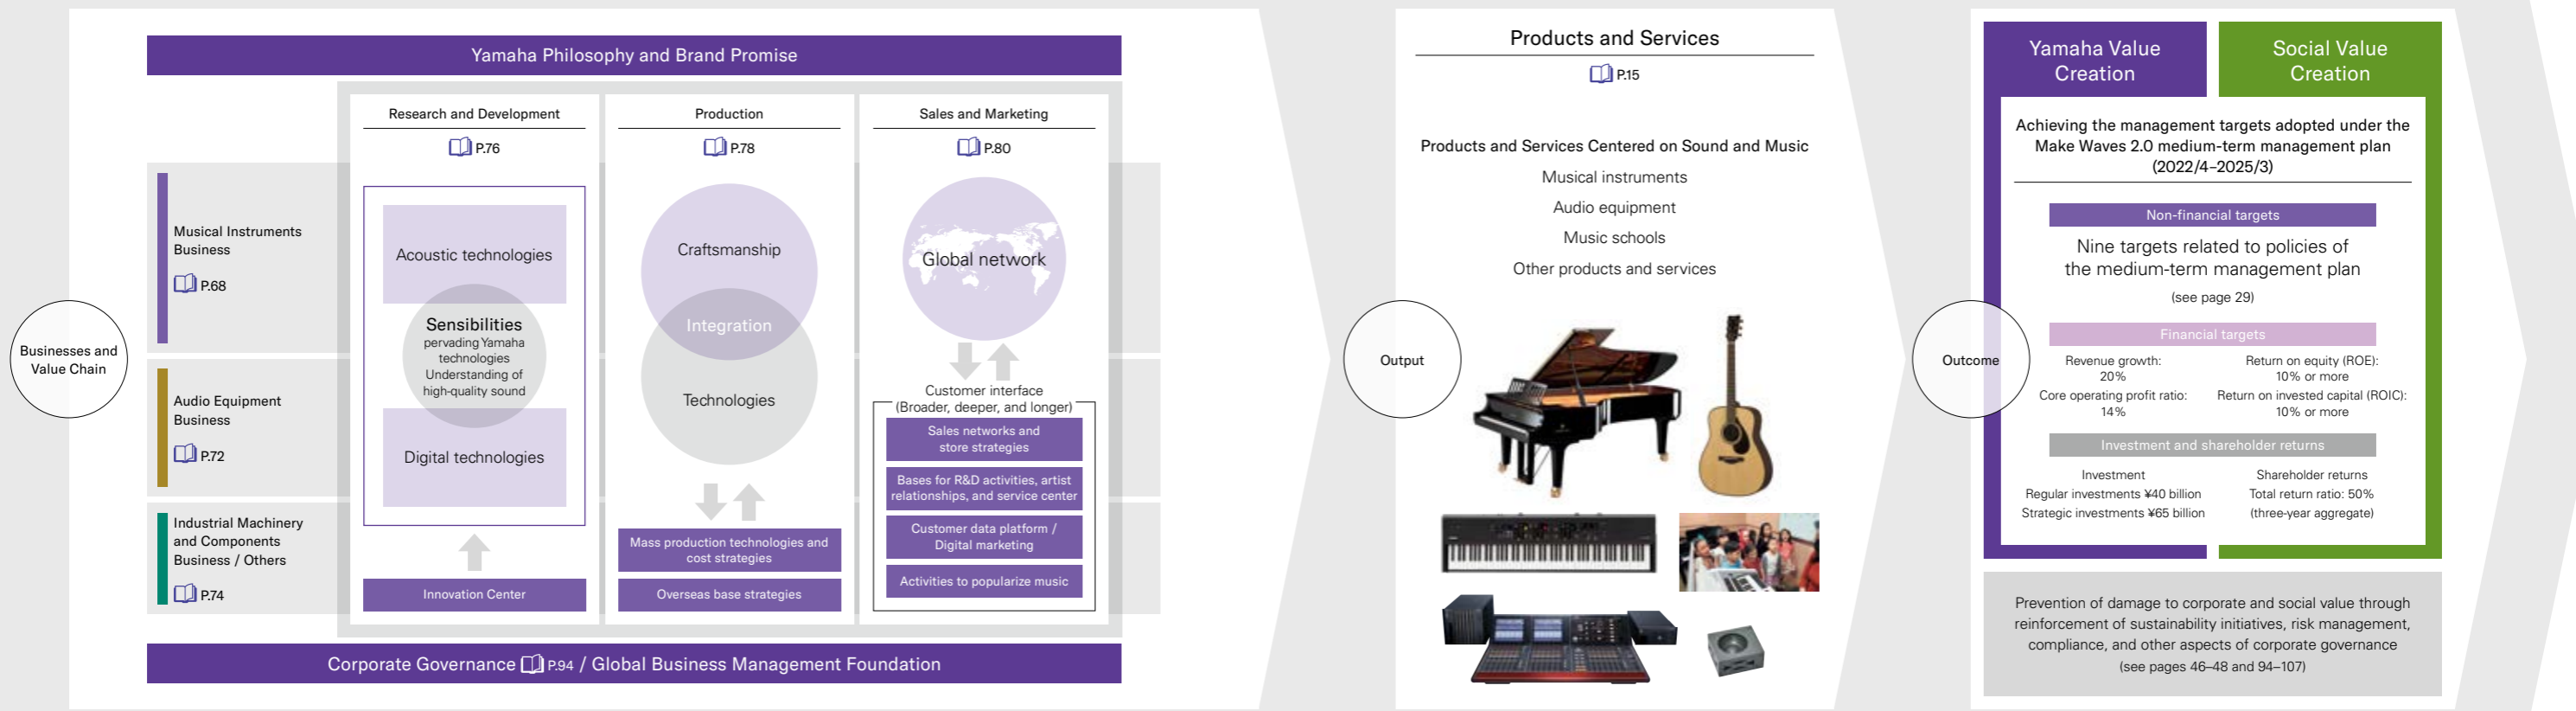 Businesses and
Value Chain
Yamaha Philosophy and Brand Promise
Musical Instruments
Business
P.68
Audio Equipment
Business
P.72
Industrial Machinery
and Components
Business / Others
P.74
Research and Development
P.76
Acoustic technologies
Sensibilities
pervading Yamaha
technologies
Understanding of
high-quality sound
Digital technologies
Innovation Center
Production
P.78
Craftsmanship
Integration
Technologies
Mass production technologies and
cost strategies
Overseas base strategies
Sales and Marketing
P.80
Global network
Customer interface
(Broader, deeper, and longer)
Sales networks and
store strategies
Bases for R&D activities, artist
relationships, and service center
Customer data platform /
Digital marketing
Activities to popularize music
Corporate Governance P.94 / Global Business Management Foundation
Output
Products and Services
P.15
Products and Services Centered on Sound and Music
Musical instruments
Audio equipment
Music schools
Other products and services
Outcome
Yamaha Value
Creation
Social Value
Creation
Achieving the management targets adopted under the
Make Waves 2.0 medium-term management plan
(2022/4–2025/3)
Non-financial targets
Nine targets related to policies of
the medium-term management plan
(see page 29)
Financial targets
Revenue growth:
20%
Core operating profit ratio:
14%
Return on equity (ROE):
10% or more
Return on invested capital (ROIC):
10% or more
Investment and shareholder returns
Investment
Regular investments ¥40 billion
Strategic investments ¥65 billion
Shareholder returns
Total return ratio: 50%
(three-year aggregate)
Prevention of damage to corporate and social value through
reinforcement of sustainability initiatives, risk management,
compliance, and other aspects of corporate governance
(see pages 46–48 and 94–107)